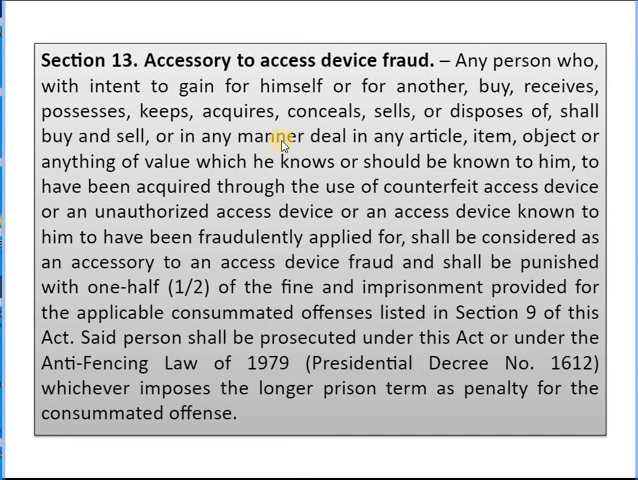 Section 13. Accessory to access device fraud. – Any person who,
with intent to gain for himself or for another, buy, receives,
possesses, keeps, acquires, conceals, sells, or disposes of, shall
buy and sell, or in any manner deal in any article, item, object or
anything of value which he knows or should be known to him, to
have been acquired through the use of counterfeit access device
or an unauthorized access device or an access device known to
him to have been fraudulently applied for, shall be considered as
an accessory to an access device fraud and shall be punished
with one-half (1/2) of the fine and imprisonment provided for
the applicable consummated offenses listed in Section 9 of this
Act. Said person shall be prosecuted under this Act or under the
Anti-Fencing Law of 1979 (Presidential Decree No. 1612)
whichever imposes the longer prison term as penalty for the
consummated offense.